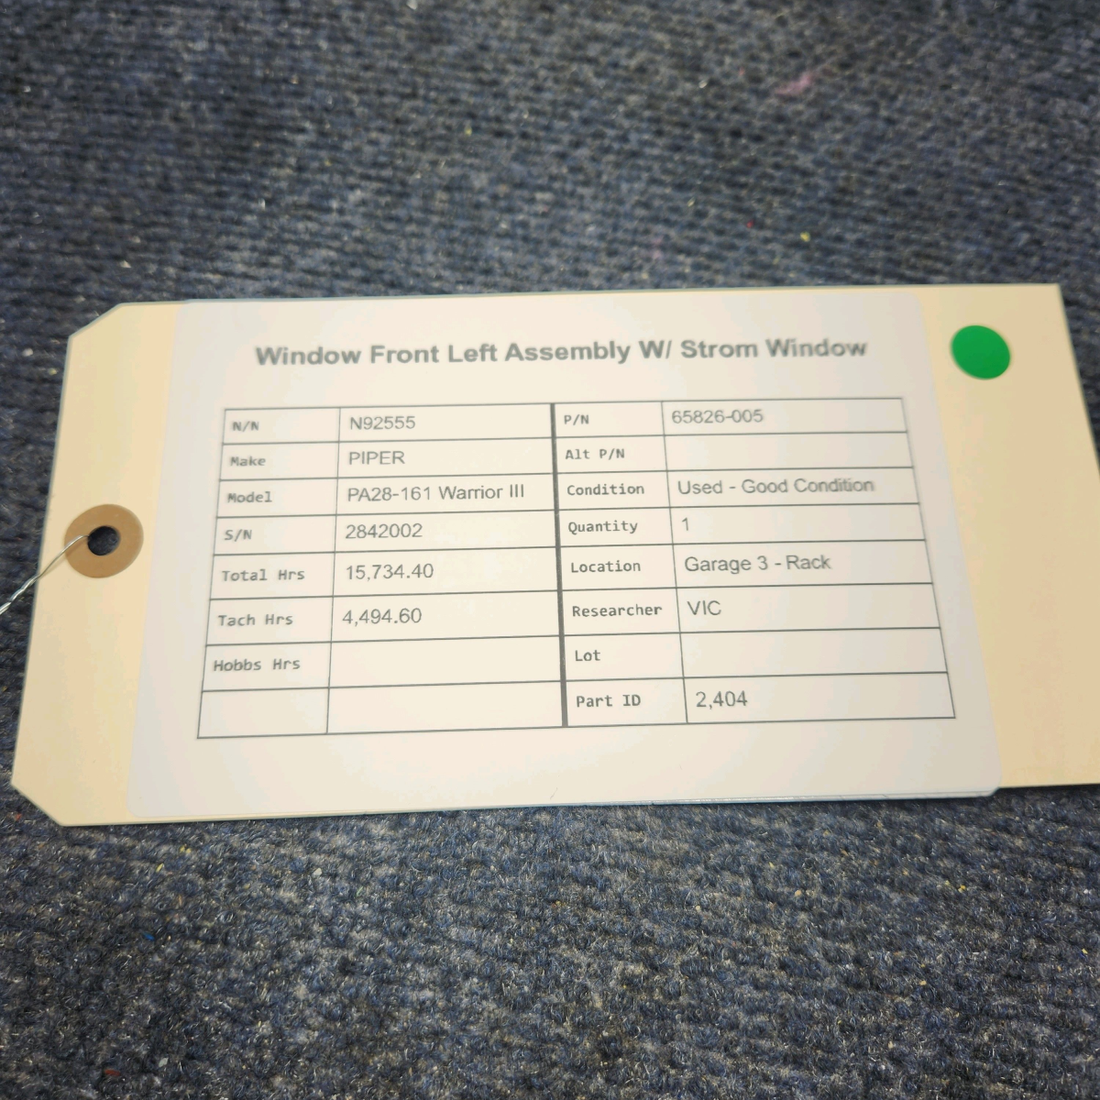 Window Front Left Assembly W/ Strom Window
N/N N92555 P/N 65826-005
Make PIPER Alt P/N
Model PA28-161 Warrior III Condition Used - Good Condition
S/N 2842002 Quantity 1
Total Hrs 15,734.40 Location Garage 3 - Rack
Tach Hrs 4,494.60 Researcher VIC
Hobbs Hrs Lot
Part ID 2,404